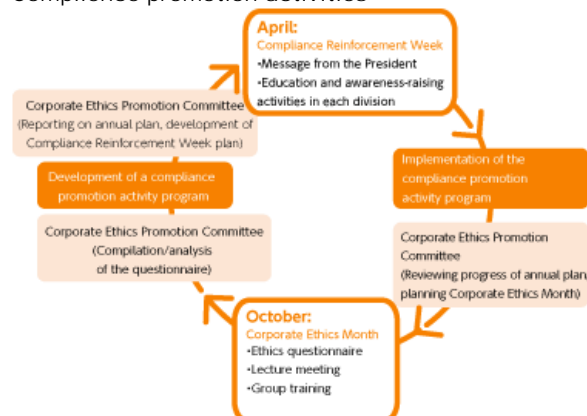 Compliance promotion activities
April:
Compliance Reinforcement Week
•Message from the President
•Education and awareness-raising
activities in each division
Corporate Ethics Promotion Committee
(Reporting on annual plan, development of
Compliance Reinforcement Week plan)
Development of a compliance
promotion activity program
Corporate Ethics Promotion Committee
(Compilation/analysis
of the questionnaire)
Implementation of the
compliance promotion
activity program
Corporate Ethics Promotion
Committee
(Reviewing progress of annual plan,
planning Corporate Ethics Month)
October:
Corporate Ethics Month
•Ethics questionnaire
•Lecture meeting
•Group training